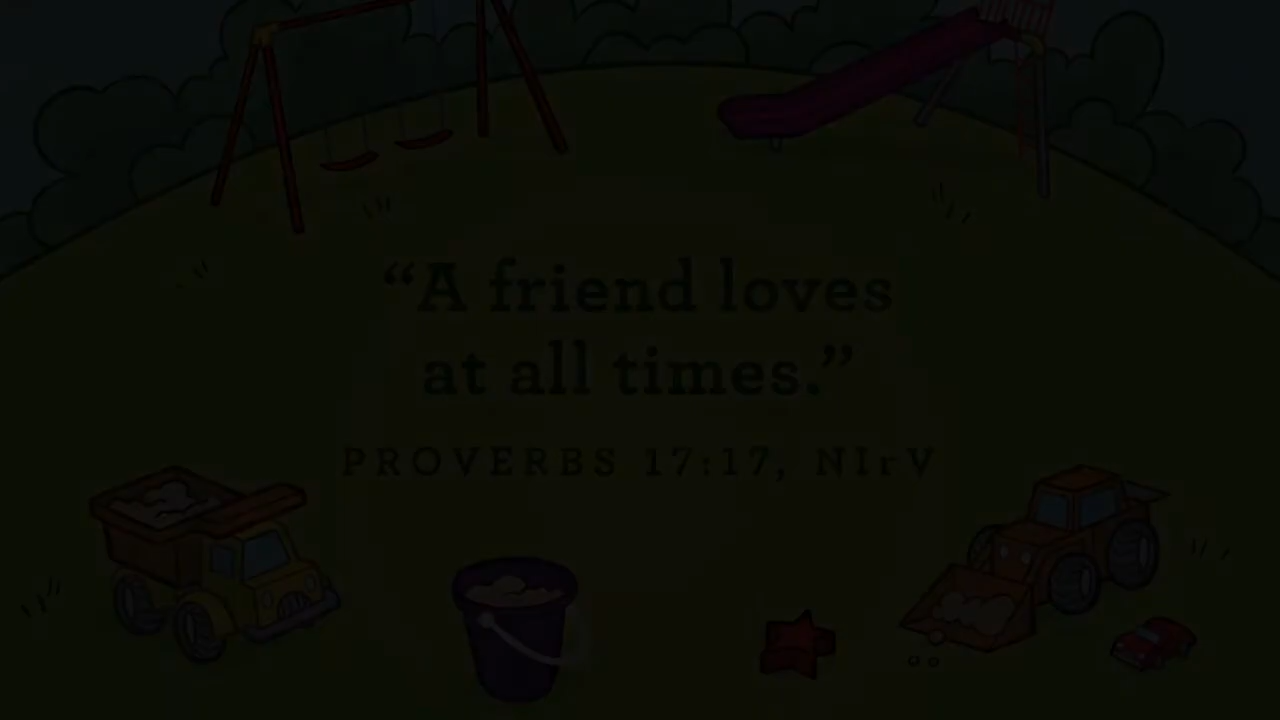 “A friend loves
at all times.”
PROVERBS 17:17, NIrV